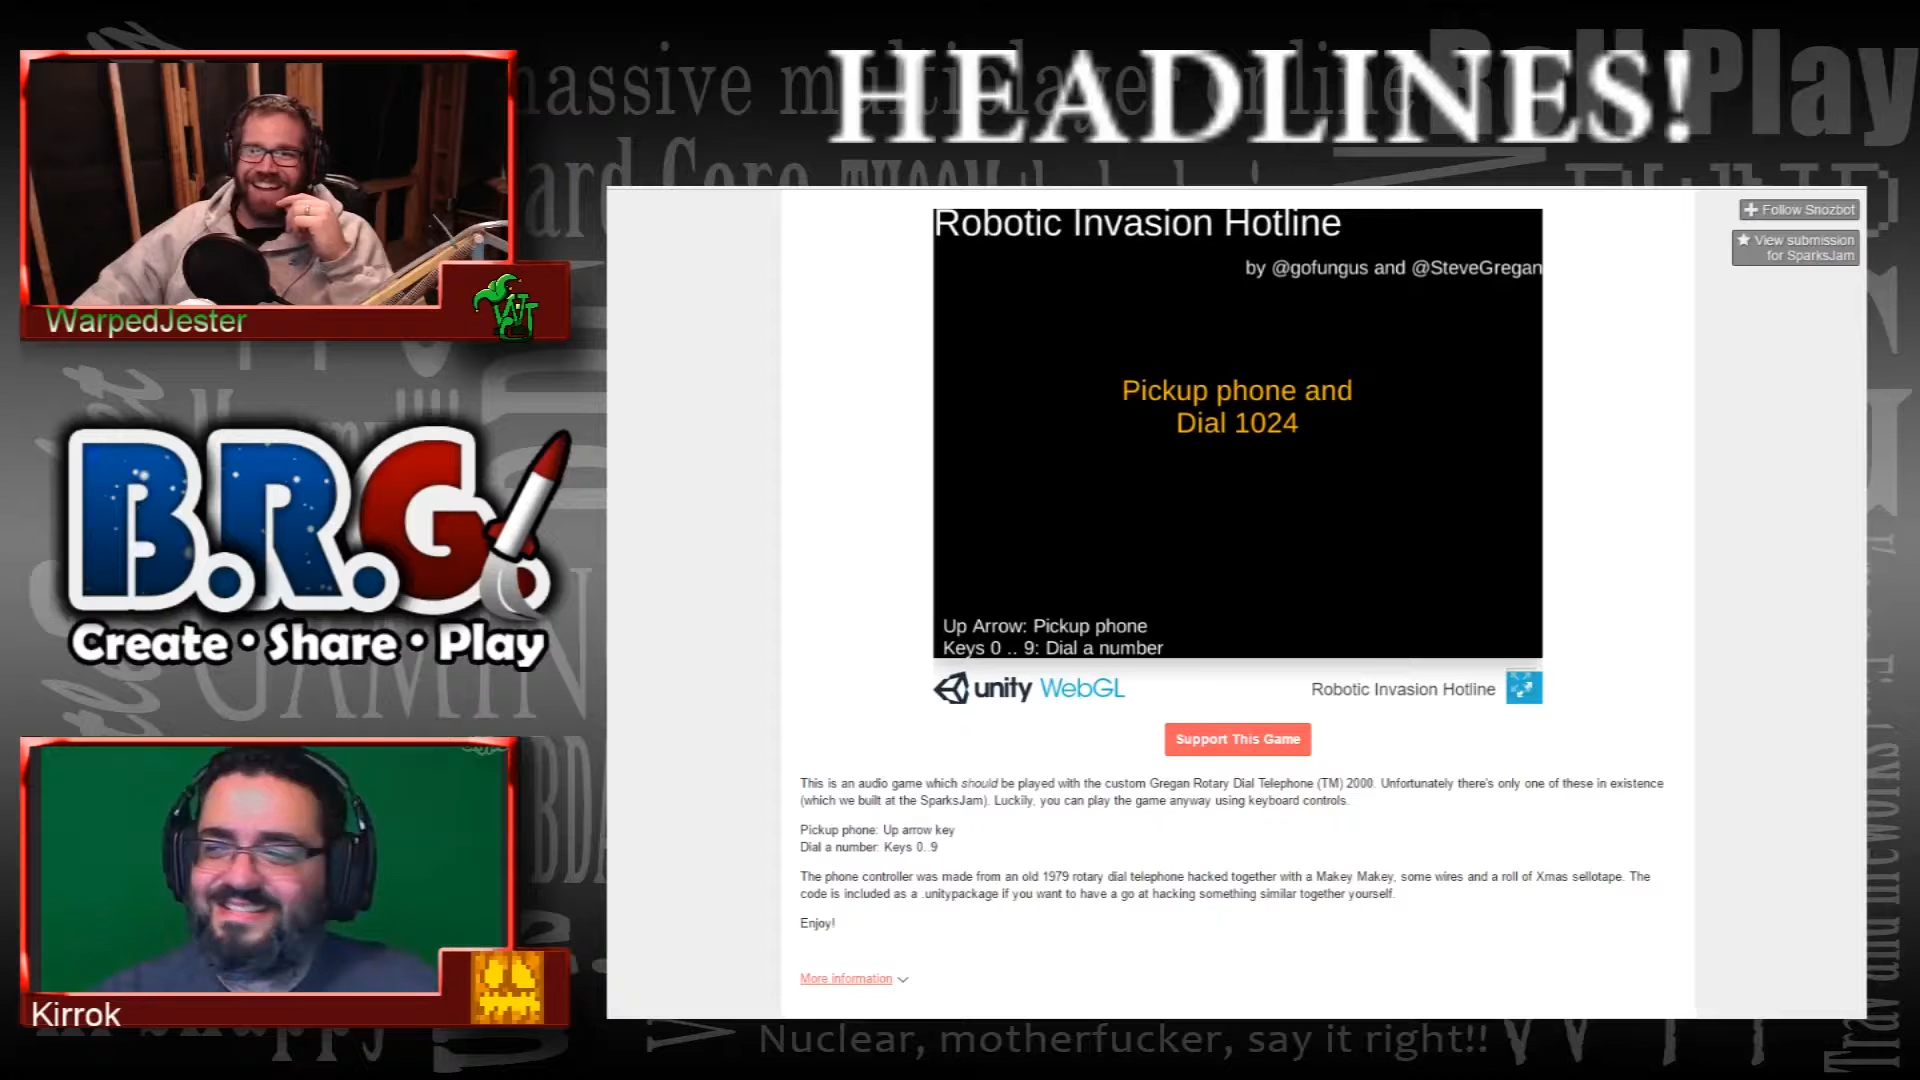 HEADLINES!
massive multiplayer online
Roll Play
WarpedJester
B.R.G.
Create • Share • Play
Kirrok
Follow Snozbot
View submission
for SparksJam
Robotic Invasion Hotline
by @gofungus and @SteveGregan
Pickup phone and
Dial 1024
Up Arrow: Pickup phone
Keys 0 .. 9: Dial a number
unity WebGL
Robotic Invasion Hotline
Support This Game
This is an audio game which should be played with the custom Gregan Rotary Dial Telephone (TM) 2000. Unfortunately there's only one of these in existence
(which we built at the SparksJam). Luckily, you can play the game anyway using keyboard controls.
Pickup phone: Up arrow key
Dial a number: Keys 0..9
The phone controller was made from an old 1979 rotary dial telephone hacked together with a Makey Makey, some wires and a roll of Xmas sellotape. The
code is included as a .unitypackage if you want to have a go at hacking something similar together yourself.
Enjoy!
More information
Nuclear, motherfucker, say it right!!